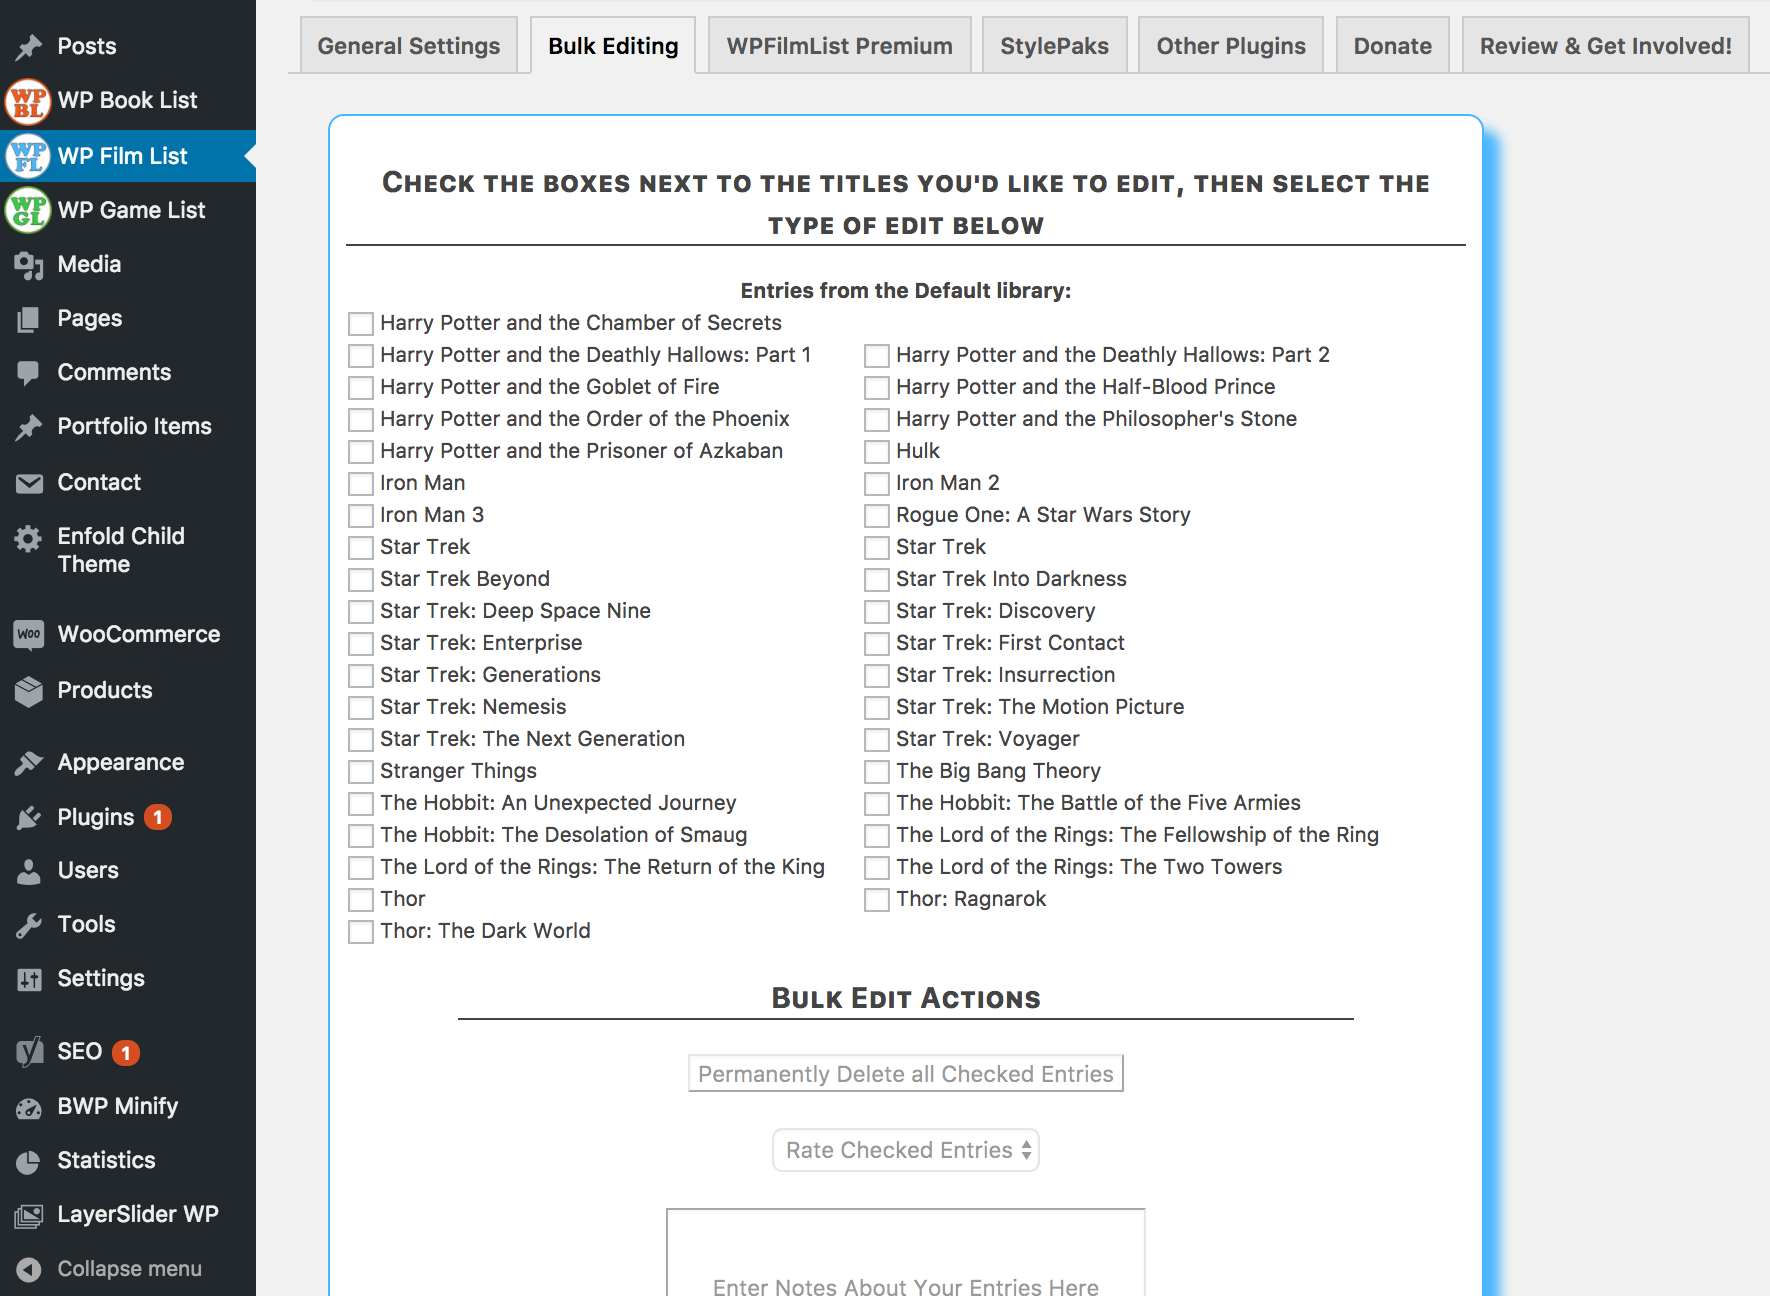 Posts
WP BL
WP Book List
WP FL
WP Film List
WP GL
WP Game List
Media
Pages
Comments
Portfolio Items
Contact
Enfold Child
Theme
Woo
WooCommerce
Products
Appearance
Plugins 1
Users
Tools
Settings
SEO 1
BWP Minify
Statistics
LayerSlider WP
Collapse menu
General Settings Bulk Editing WPFilmList Premium StylePaks Other Plugins Donate Review & Get Involved!
Check the boxes next to the titles you'd like to edit, then select the
type of edit below
Entries from the Default library:
Harry Potter and the Chamber of Secrets
Harry Potter and the Deathly Hallows: Part 1 Harry Potter and the Deathly Hallows: Part 2
Harry Potter and the Goblet of Fire Harry Potter and the Half-Blood Prince
Harry Potter and the Order of the Phoenix Harry Potter and the Philosopher's Stone
Harry Potter and the Prisoner of Azkaban Hulk
Iron Man Iron Man 2
Iron Man 3 Rogue One: A Star Wars Story
Star Trek Star Trek
Star Trek Beyond Star Trek Into Darkness
Star Trek: Deep Space Nine Star Trek: Discovery
Star Trek: Enterprise Star Trek: First Contact
Star Trek: Generations Star Trek: Insurrection
Star Trek: Nemesis Star Trek: The Motion Picture
Star Trek: The Next Generation Star Trek: Voyager
Stranger Things The Big Bang Theory
The Hobbit: An Unexpected Journey The Hobbit: The Battle of the Five Armies
The Hobbit: The Desolation of Smaug The Lord of the Rings: The Fellowship of the Ring
The Lord of the Rings: The Return of the King The Lord of the Rings: The Two Towers
Thor Thor: Ragnarok
Thor: The Dark World
Bulk Edit Actions
Permanently Delete all Checked Entries
Rate Checked Entries
Enter Notes About Your Entries Here